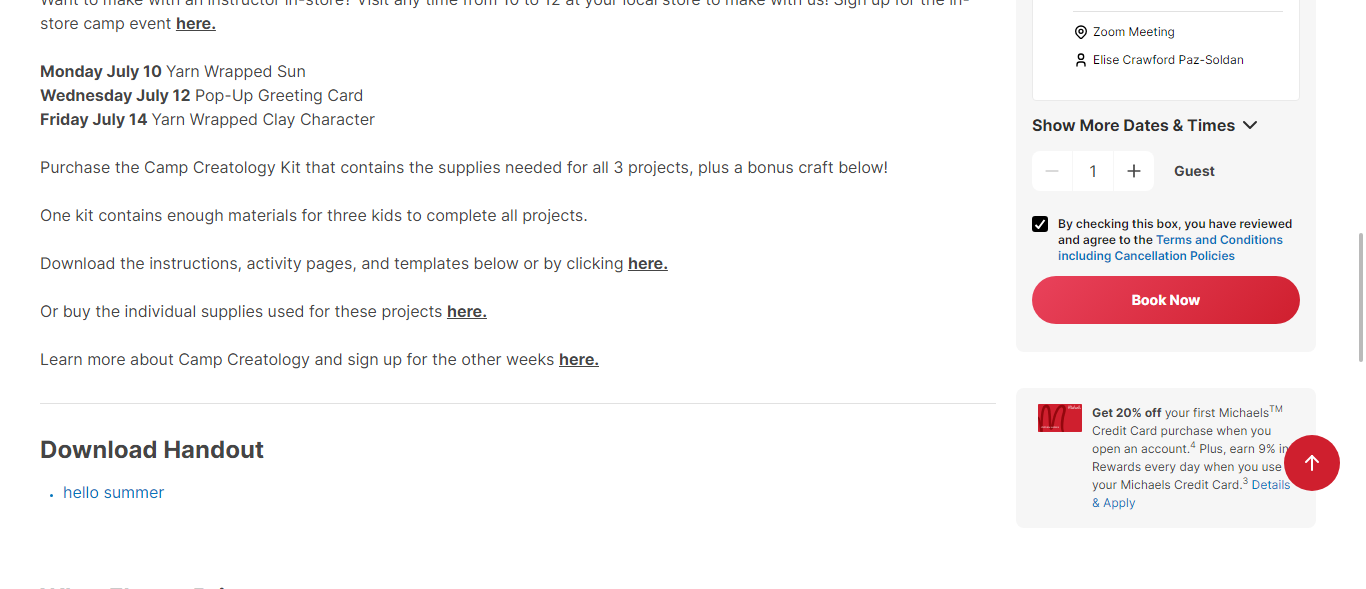 Want to make with an instructor in-store? Visit any time from 10 to 12 at your local store to make with us! Sign up for the in-
store camp event here.
Monday July 10 Yarn Wrapped Sun
Wednesday July 12 Pop-Up Greeting Card
Friday July 14 Yarn Wrapped Clay Character
Purchase the Camp Creatology Kit that contains the supplies needed for all 3 projects, plus a bonus craft below!
One kit contains enough materials for three kids to complete all projects.
Download the instructions, activity pages, and templates below or by clicking here.
Or buy the individual supplies used for these projects here.
Learn more about Camp Creatology and sign up for the other weeks here.
Download Handout
• hello summer
Zoom Meeting
Elise Crawford Paz-Soldan
Show More Dates & Times
1 Guest
By checking this box, you have reviewed
and agree to the Terms and Conditions
including Cancellation Policies
Book Now
Get 20% off your first Michaels™
Credit Card purchase when you
open an account.⁴ Plus, earn 9% in
Rewards every day when you use
your Michaels Credit Card.³ Details
& Apply